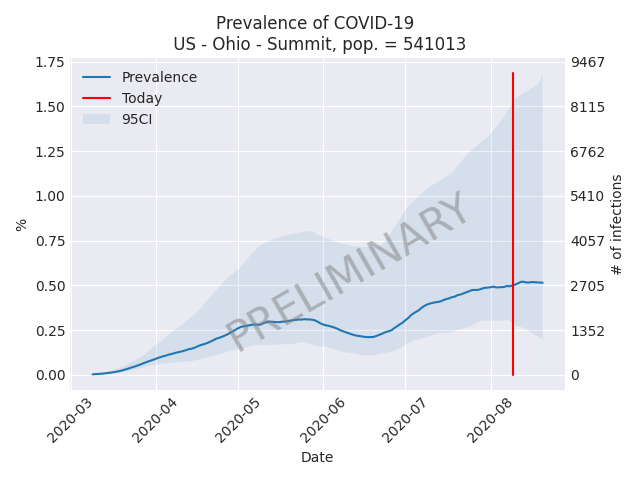 Prevalence of COVID-19
US - Ohio - Summit, pop. = 541013
Prevalence
Today
95CI
PRELIMINARY
%
1.75
1.50
1.25
1.00
0.75
0.50
0.25
0.00
9467
8115
6762
5410
4057
2705
1352
0
# of infections
2020-03
2020-04
2020-05
2020-06
2020-07
2020-08
Date